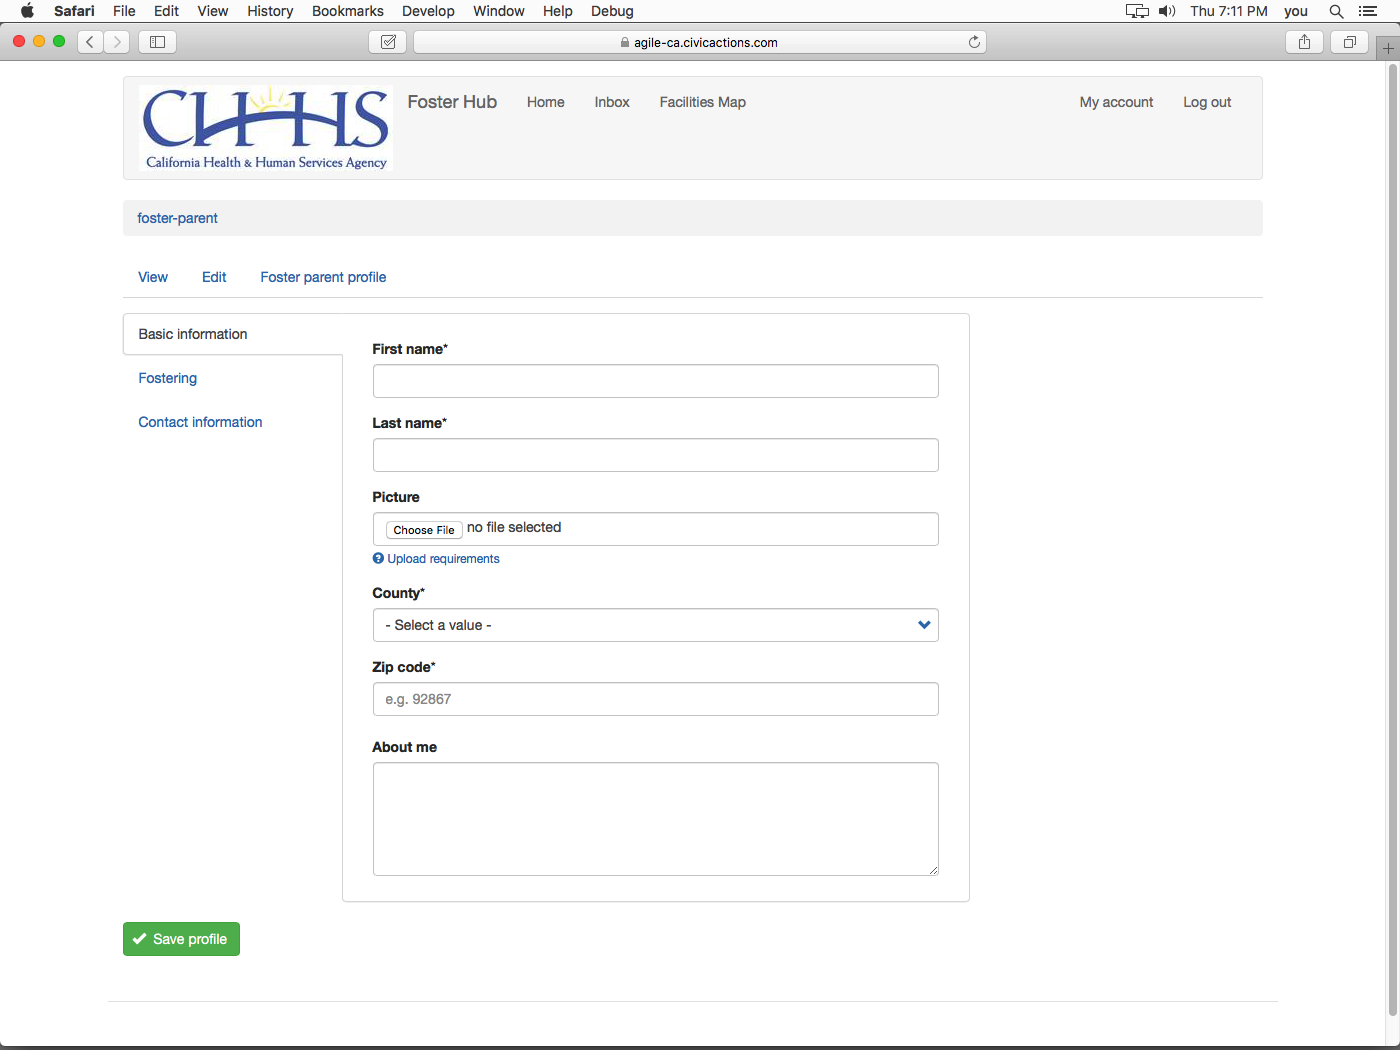 Safari File Edit View History Bookmarks Develop Window Help Debug Thu 7:11 PM you
agile-ca.civicactions.com
CHHS
California Health & Human Services Agency
Foster Hub Home Inbox Facilities Map My account Log out
foster-parent
View Edit Foster parent profile
Basic information
Fostering
Contact information
First name*
Last name*
Picture
Choose File no file selected
Upload requirements
County*
- Select a value -
Zip code*
e.g. 92867
About me
Save profile